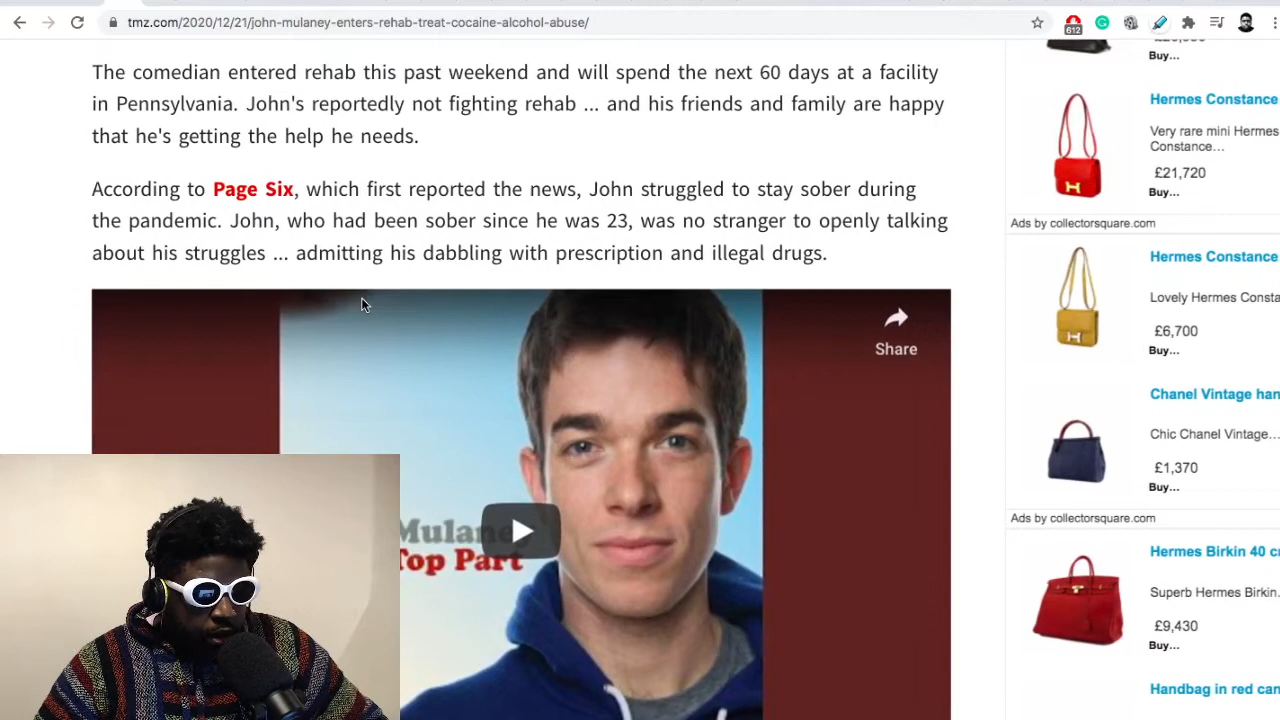 tmz.com/2020/12/21/john-mulaney-enters-rehab-treat-cocaine-alcohol-abuse/
612
The comedian entered rehab this past weekend and will spend the next 60 days at a facility
in Pennsylvania. John's reportedly not fighting rehab ... and his friends and family are happy
that he's getting the help he needs.
According to Page Six, which first reported the news, John struggled to stay sober during
the pandemic. John, who had been sober since he was 23, was no stranger to openly talking
about his struggles ... admitting his dabbling with prescription and illegal drugs.
Share
Mulaney
Top Part
Buy...
Hermes Constance
Very rare mini Hermes
Constance...
£21,720
Buy...
Ads by collectorsquare.com
Hermes Constance
Lovely Hermes Consta
£6,700
Buy...
Chanel Vintage han
Chic Chanel Vintage...
£1,370
Buy...
Ads by collectorsquare.com
Hermes Birkin 40 c
Superb Hermes Birkin.
£9,430
Buy...
Handbag in red can